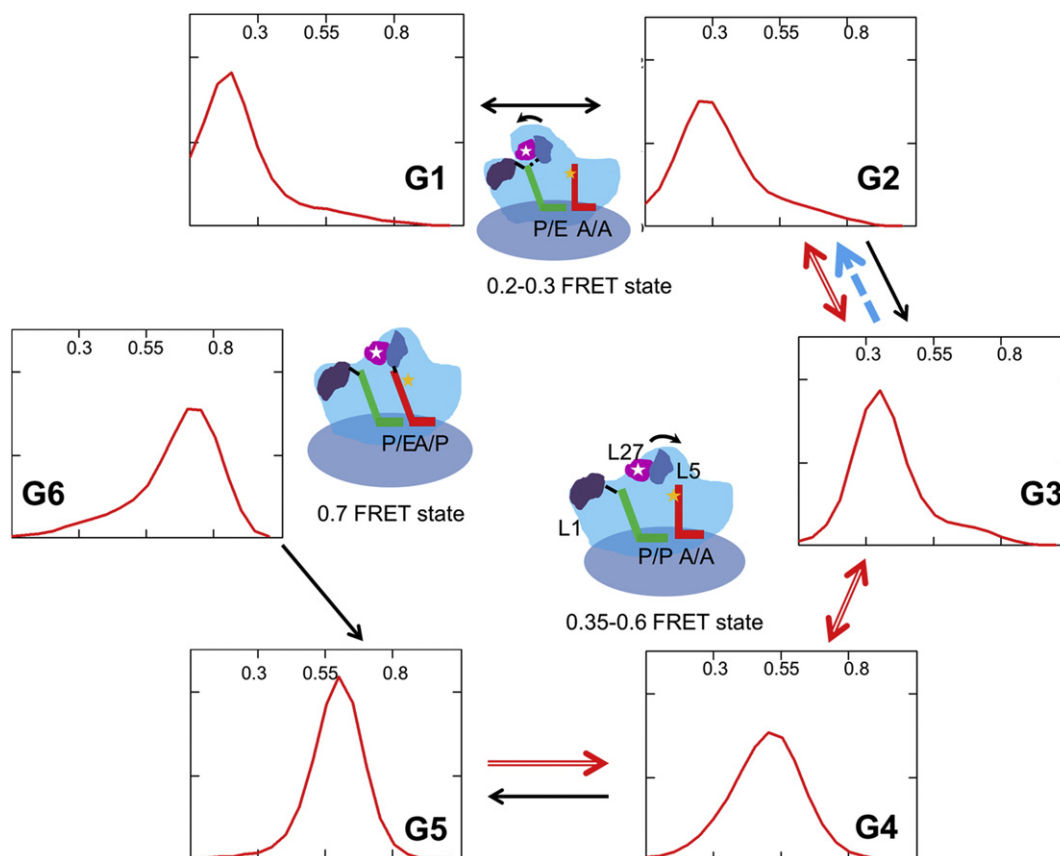 0.3 0.55 0.8
G1
0.3 0.55 0.8
G2
P/E A/A
0.2-0.3 FRET state
0.3 0.55 0.8
G6
P/EA/P
0.7 FRET state
L27
L5
L1
P/P A/A
0.35-0.6 FRET state
0.3 0.55 0.8
G3
0.3 0.55 0.8
G5
0.3 0.55 0.8
G4